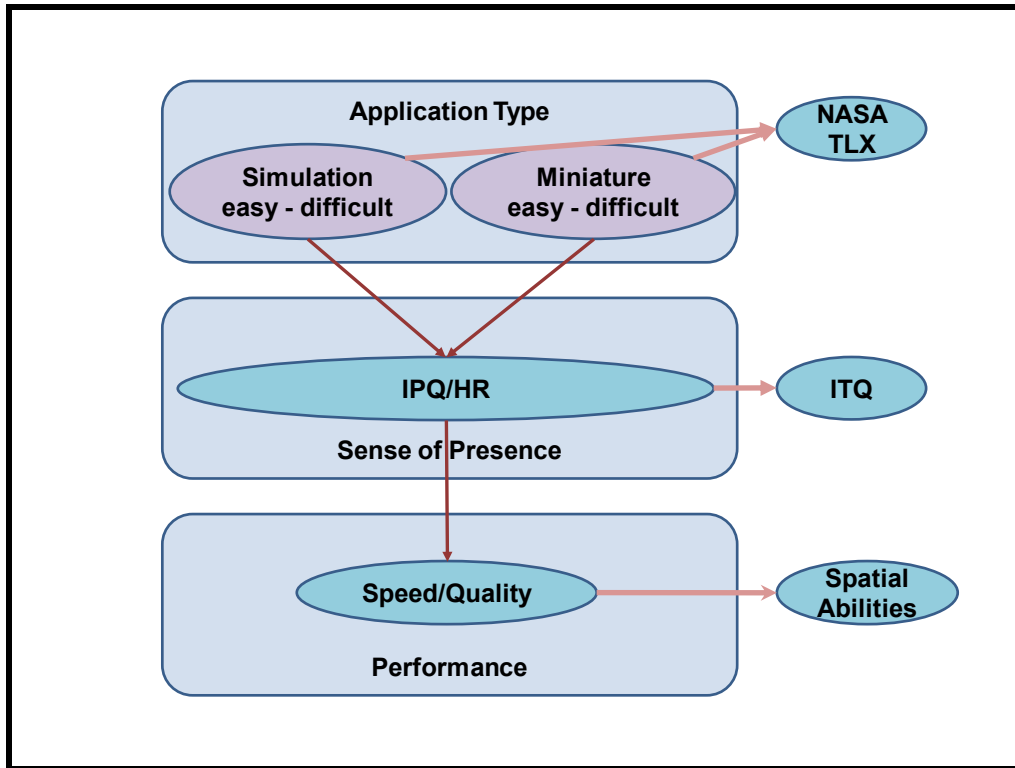 Application Type
NASA
TLX
Simulation
easy - difficult
Miniature
easy - difficult
IPQ/HR
ITQ
Sense of Presence
Speed/Quality
Spatial
Abilities
Performance